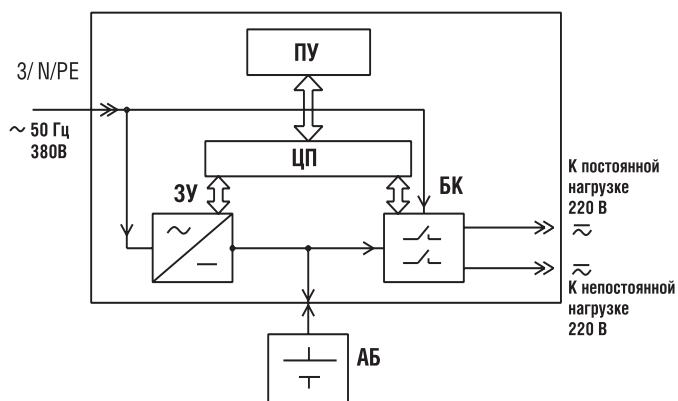 ПУ
3/ N/PE
~ 50 Гц
380В
ЦП
ЗУ
БК
К постоянной
нагрузке
220 В
К непостоянной
нагрузке
220 В
АБ